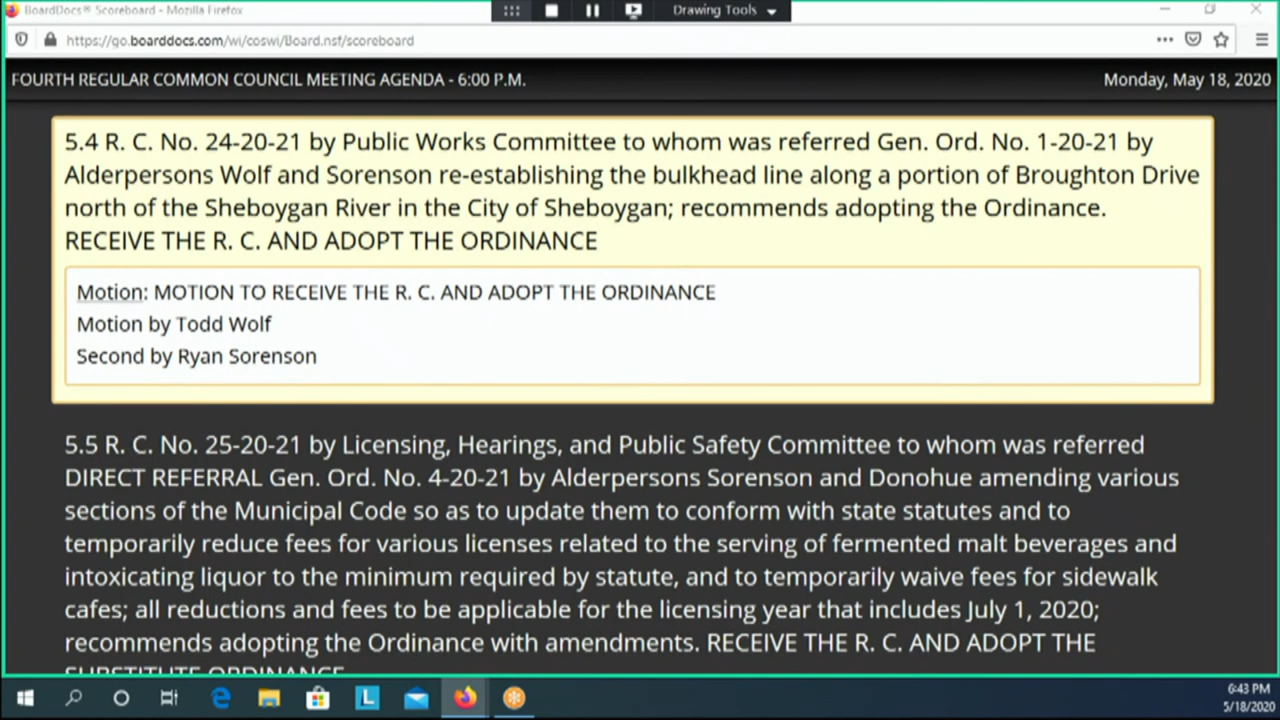 BoardDocs® Scoreboard - Mozilla Firefox
Drawing Tools
https://go.boarddocs.com/wi/coswi/Board.nsf/scoreboard
FOURTH REGULAR COMMON COUNCIL MEETING AGENDA - 6:00 P.M.
Monday, May 18, 2020
5.4 R. C. No. 24-20-21 by Public Works Committee to whom was referred Gen. Ord. No. 1-20-21 by
Alderpersons Wolf and Sorenson re-establishing the bulkhead line along a portion of Broughton Drive
north of the Sheboygan River in the City of Sheboygan; recommends adopting the Ordinance.
RECEIVE THE R. C. AND ADOPT THE ORDINANCE
Motion: MOTION TO RECEIVE THE R. C. AND ADOPT THE ORDINANCE
Motion by Todd Wolf
Second by Ryan Sorenson
5.5 R. C. No. 25-20-21 by Licensing, Hearings, and Public Safety Committee to whom was referred
DIRECT REFERRAL Gen. Ord. No. 4-20-21 by Alderpersons Sorenson and Donohue amending various
sections of the Municipal Code so as to update them to conform with state statutes and to
temporarily reduce fees for various licenses related to the serving of fermented malt beverages and
intoxicating liquor to the minimum required by statute, and to temporarily waive fees for sidewalk
cafes; all reductions and fees to be applicable for the licensing year that includes July 1, 2020;
recommends adopting the Ordinance with amendments. RECEIVE THE R. C. AND ADOPT THE
SUBSTITUTE ORDINANCE
L
6:43 PM
5/18/2020